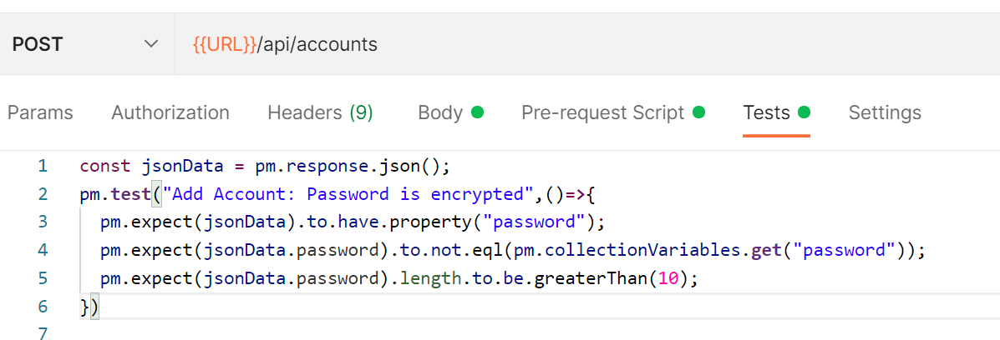 POST {{URL}}/api/accounts
Params Authorization Headers (9) Body Pre-request Script Tests Settings
1 const jsonData = pm.response.json();
2 pm.test("Add Account: Password is encrypted",()=>{
3 pm.expect(jsonData).to.have.property("password");
4 pm.expect(jsonData.password).to.not.eql(pm.collectionVariables.get("password"));
5 pm.expect(jsonData.password).length.to.be.greaterThan(10);
6 })
7